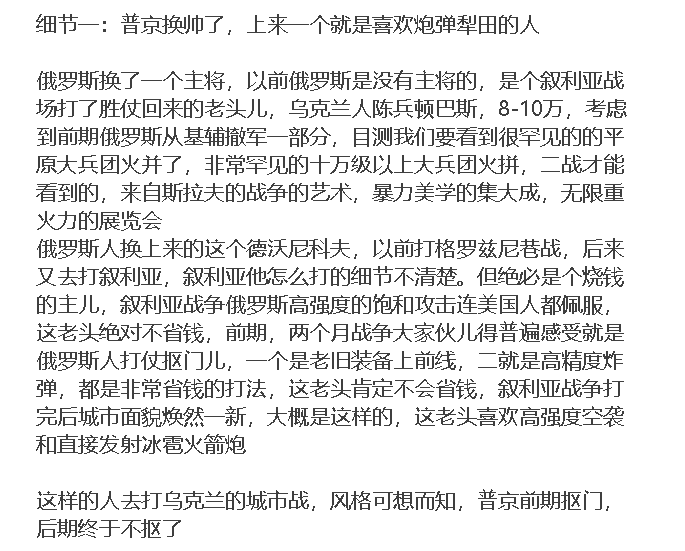 细节一：普京换帅了，上来一个就是喜欢炮弹犁田的人
俄罗斯换了一个主将，以前俄罗斯是没有主将的，是个叙利亚战
场打了胜仗回来的老头儿，乌克兰人陈兵顿巴斯，8-10万，考虑
到前期俄罗斯从基辅撤军一部分，目测我们要看到很罕见的的平
原大兵团火并了，非常罕见的十万级以上大兵团火拼，二战才能
看到的，来自斯拉夫的战争的艺术，暴力美学的集大成，无限重
火力的展览会
俄罗斯人换上来的这个德沃尼科夫，以前打格罗兹尼巷战，后来
又去打叙利亚，叙利亚他怎么打的细节不清楚。但绝必是个烧钱
的主儿，叙利亚战争俄罗斯高强度的饱和攻击连美国人都佩服，
这老头绝对不省钱，前期，两个月战争大家伙儿得普遍感受就是
俄罗斯人打仗抠门儿，一个是老旧装备上前线，二就是高精度炸
弹，都是非常省钱的打法，这老头肯定不会省钱，叙利亚战争打
完后城市面貌焕然一新，大概是这样的，这老头喜欢高强度空袭
和直接发射冰雹火箭炮
这样的人去打乌克兰的城市战，风格可想而知，普京前期抠门，
后期终于不抠了